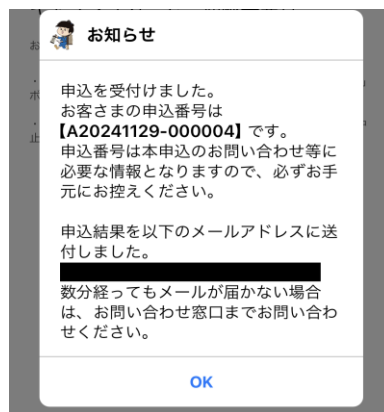 お知らせ
申込を受付けました。
お客さまの申込番号は
【A20241129-000004】です。
申込番号は本申込のお問い合わせ等に
必要な情報となりますので、必ずお手
元にお控えください。
申込結果を以下のメールアドレスに送
付しました。
数分経ってもメールが届かない場合
は、お問い合わせ窓口までお問い合わ
せください。
OK